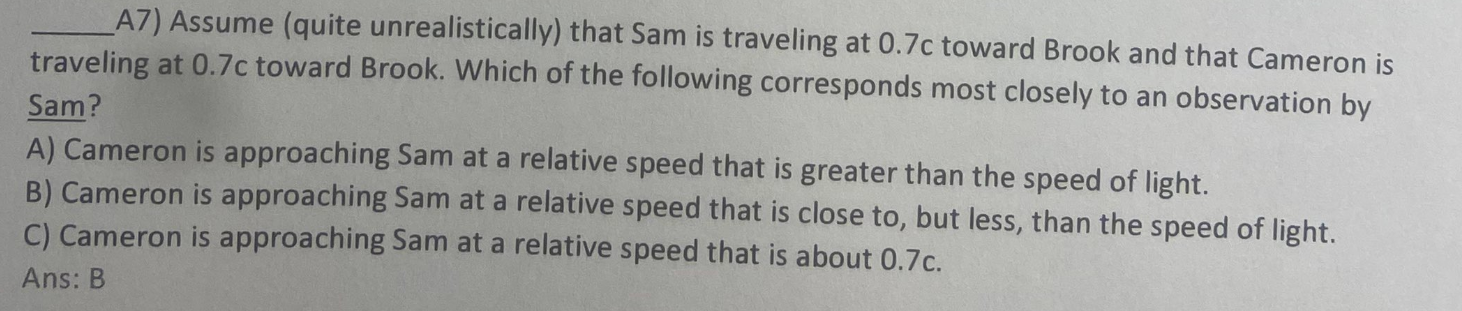 _____A7) Assume (quite unrealistically) that Sam is traveling at 0.7c toward Brook and that Cameron is
traveling at 0.7c toward Brook. Which of the following corresponds most closely to an observation by
Sam?
A) Cameron is approaching Sam at a relative speed that is greater than the speed of light.
B) Cameron is approaching Sam at a relative speed that is close to, but less, than the speed of light.
C) Cameron is approaching Sam at a relative speed that is about 0.7c.
Ans: B